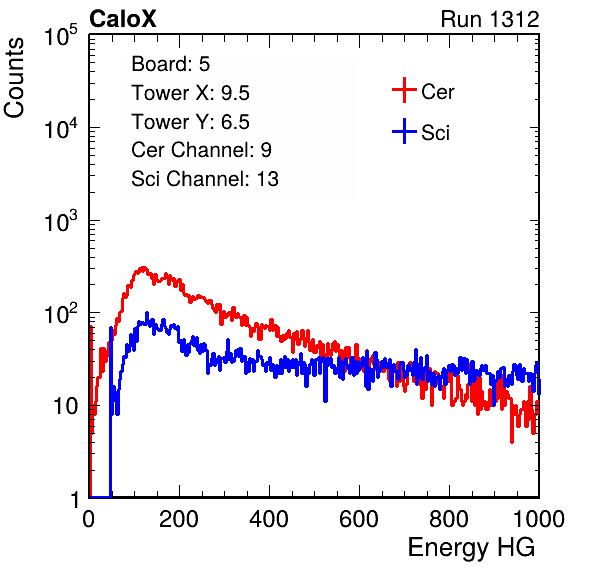 CaloX Run 1312
Counts
10^5
10^4
10^3
10^2
10
1
Board: 5
Tower X: 9.5
Tower Y: 6.5
Cer Channel: 9
Sci Channel: 13
Cer
Sci
0 200 400 600 800 1000
Energy HG